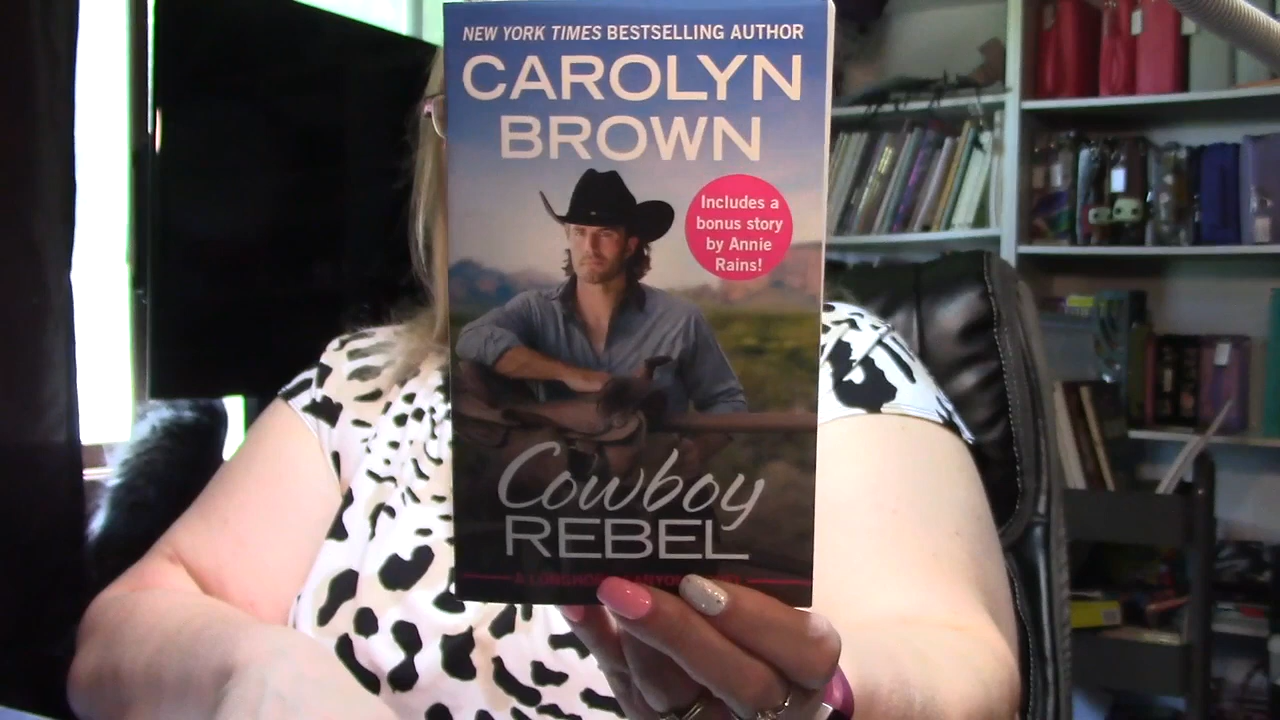 NEW YORK TIMES BESTSELLING AUTHOR
CAROLYN
BROWN
Includes a
bonus story
by Annie
Rains!
Cowboy
REBEL
A